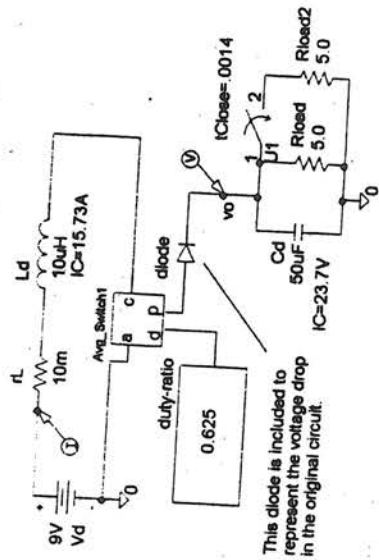 9V
+
Vd
0
rL
10m
I
Ld
10uH
IC=15.73A
Avg_Switch1
a
c
d
p
duty-ratio
0.625
diode
V
vo
tClose=.0014
1
2
U1
Cd
50uF
IC=23.7V
Rload
5.0
Rload2
5.0
0
This diode is included to
represent the voltage drop
in the original circuit.